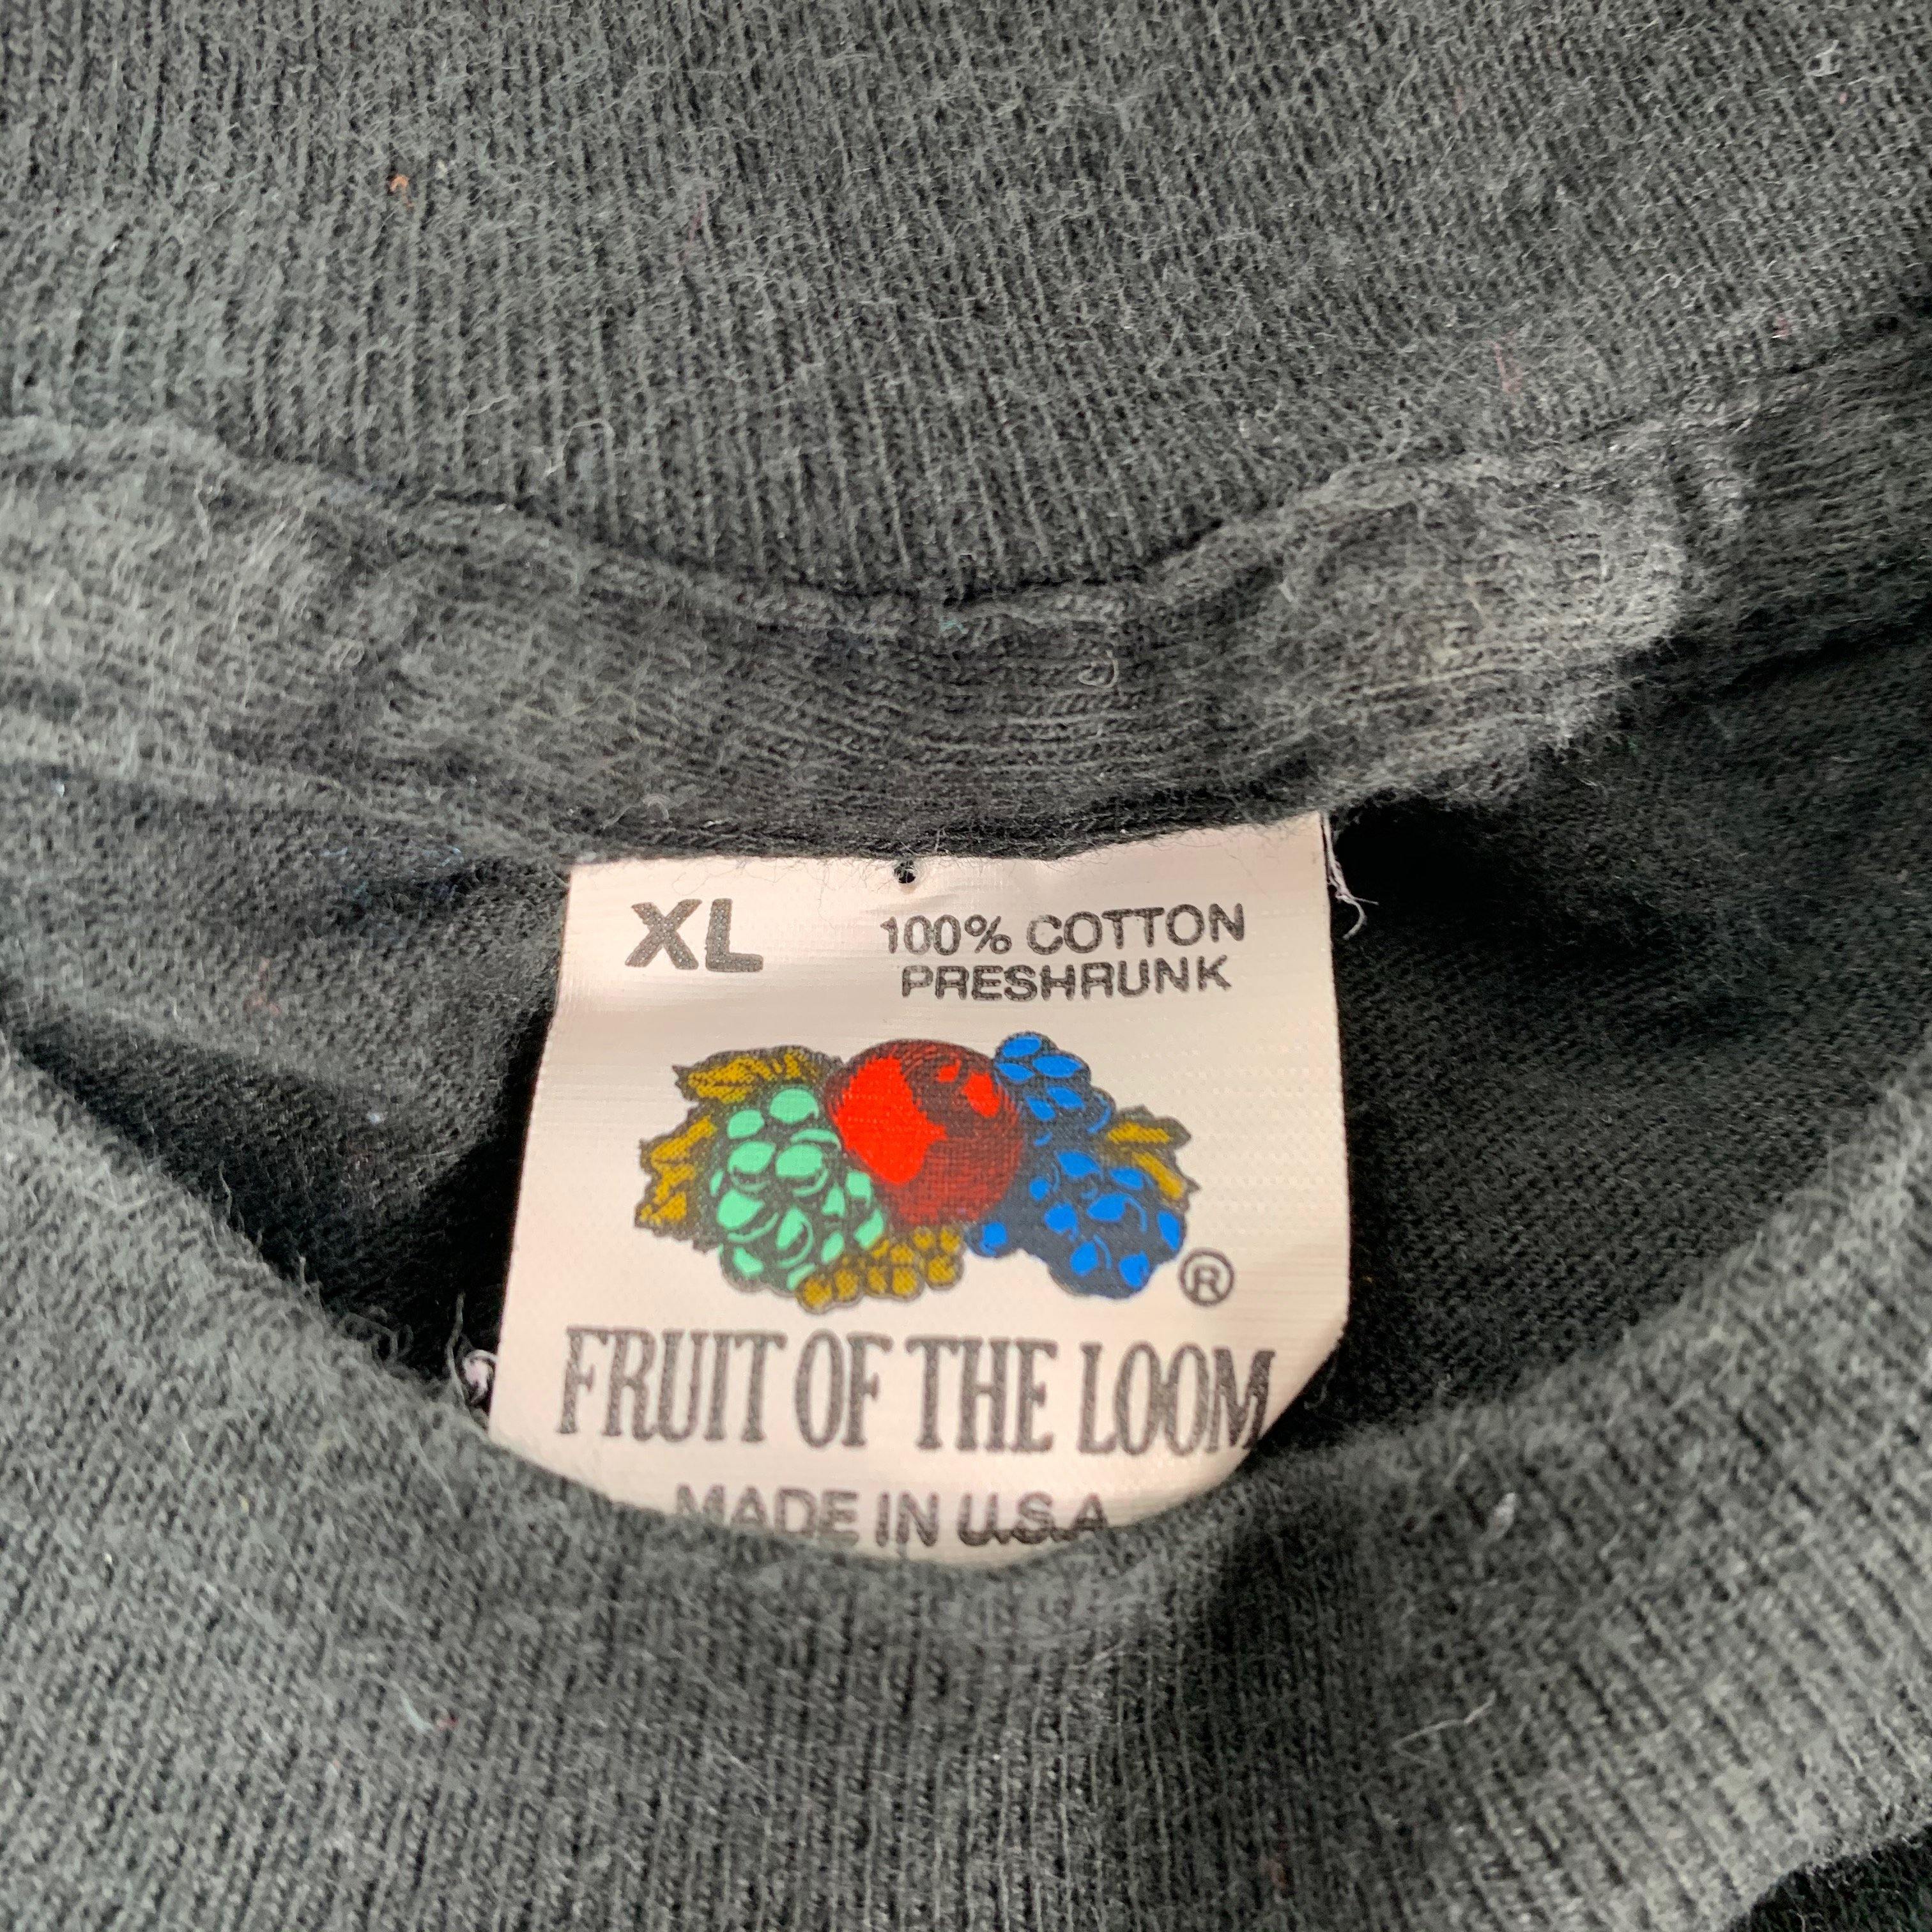 XL
100% COTTON
PRESHRUNK
®
FRUIT OF THE LOOM
MADE IN U.S.A